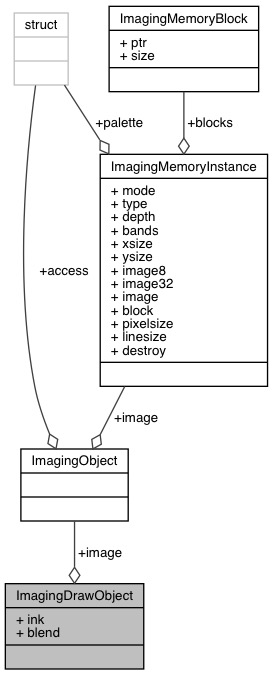 struct
ImagingMemoryBlock
+ ptr
+ size
+palette
+blocks
ImagingMemoryInstance
+ mode
+ type
+ depth
+ bands
+ xsize
+ ysize
+ image8
+ image32
+ image
+ block
+ pixelsize
+ linesize
+ destroy
+access
+image
ImagingObject
+image
ImagingDrawObject
+ ink
+ blend